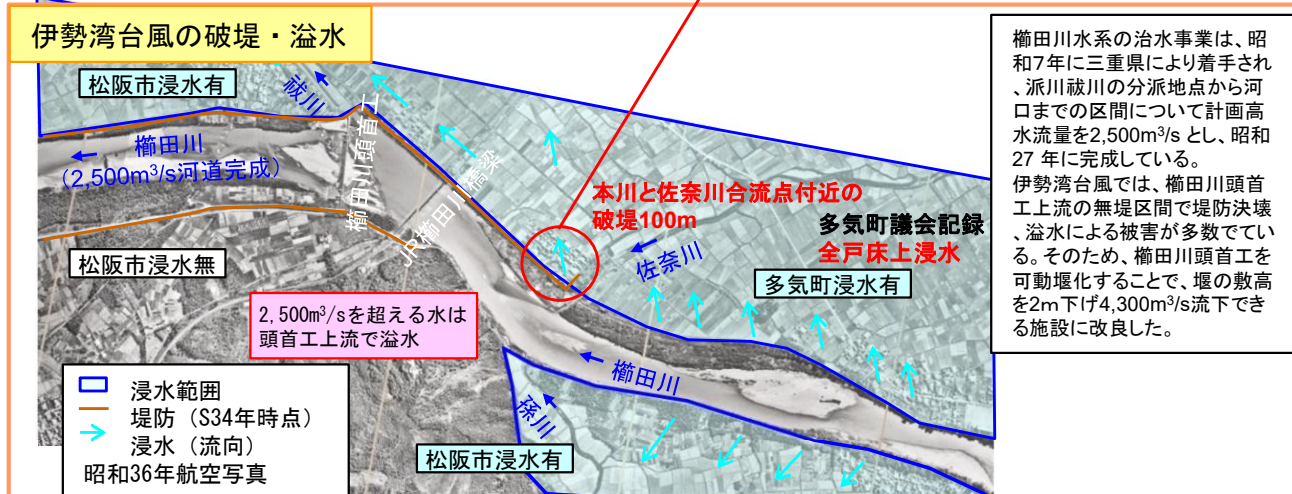 伊勢湾台風の破堤・溢水
櫛田川水系の治水事業は、昭
和7年に三重県により着手され
、派川祓川の分派地点から河
口までの区間について計画高
水流量を2,500m³/s とし、昭和
27 年に完成している。
伊勢湾台風では、櫛田川頭首
工上流の無堤区間で堤防決壊
、溢水による被害が多数でてい
る。そのため、櫛田川頭首工を
可動堰化することで、堰の敷高
を2m下げ4,300m³/s流下でき
る施設に改良した。
松阪市浸水有
祓川
櫛田川
（2,500m³/s河道完成）
櫛田川頭首工
JR櫛田川橋梁
本川と佐奈川合流点付近の
破堤100m
多気町議会記録
全戸床上浸水
佐奈川
多気町浸水有
松阪市浸水無
2,500m³/sを超える水は
頭首工上流で溢水
櫛田川
孫川
松阪市浸水有
浸水範囲
堤防（S34年時点）
浸水（流向）
昭和36年航空写真